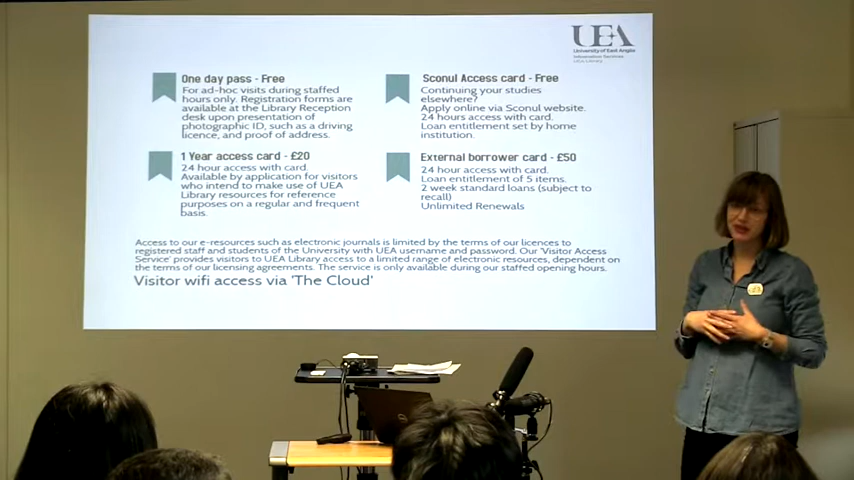 UEA
University of East Anglia
Information Services
One day pass - Free
For ad-hoc visits during staffed
hours only. Registration forms are
available at the Library Reception
desk upon presentation of
photographic ID, such as a driving
licence, and proof of address.
Sconul Access card - Free
Continuing your studies
elsewhere?
Apply online via Sconul website.
24 hours access with card.
Loan entitlement set by home
institution.
1 Year access card - £20
24 hour access with card.
Available by application for visitors
who intend to make use of UEA
Library resources for reference
purposes on a regular and frequent
basis.
External borrower card - £50
24 hour access with card.
Loan entitlement of 5 items.
2 week standard loans (subject to
recall)
Unlimited Renewals
Access to our e-resources such as electronic journals is limited by the terms of our licences to
registered staff and students of the University with UEA username and password. Our 'Visitor Access
Service' provides visitors to UEA Library access to a limited range of electronic resources, dependent on
the terms of our licensing agreements. The service is only available during our staffed opening hours.
Visitor wifi access via 'The Cloud'